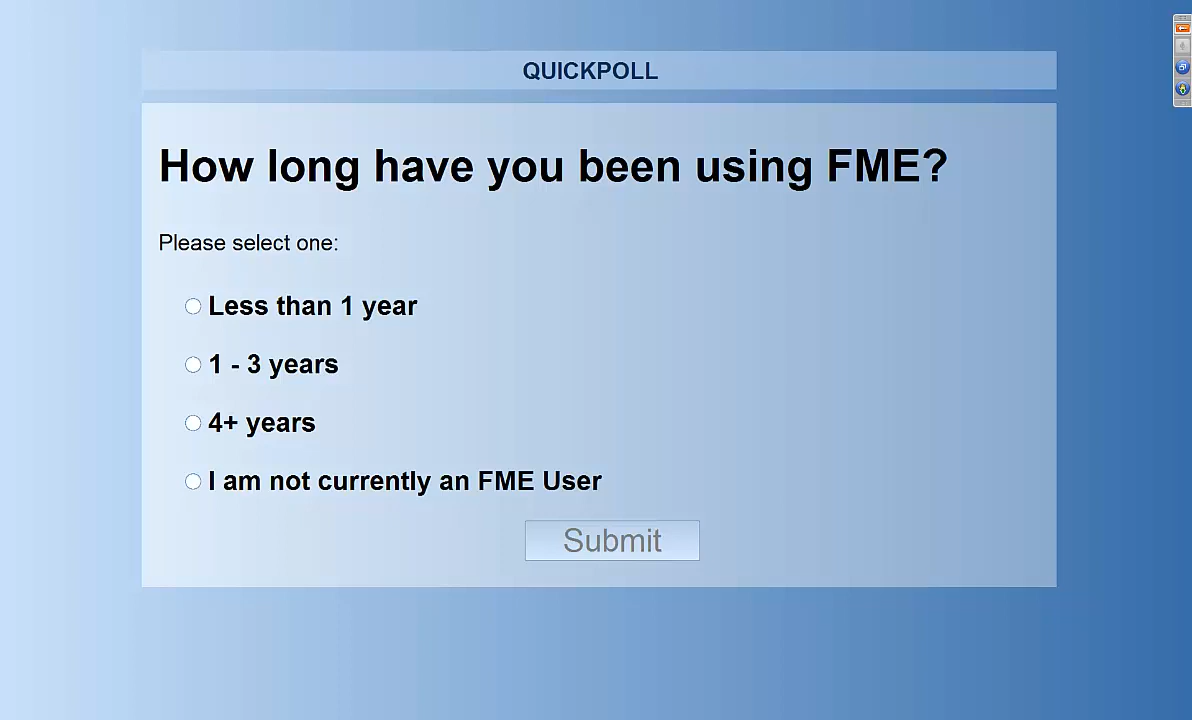 QUICKPOLL
How long have you been using FME?
Please select one:
Less than 1 year
1 - 3 years
4+ years
I am not currently an FME User
Submit